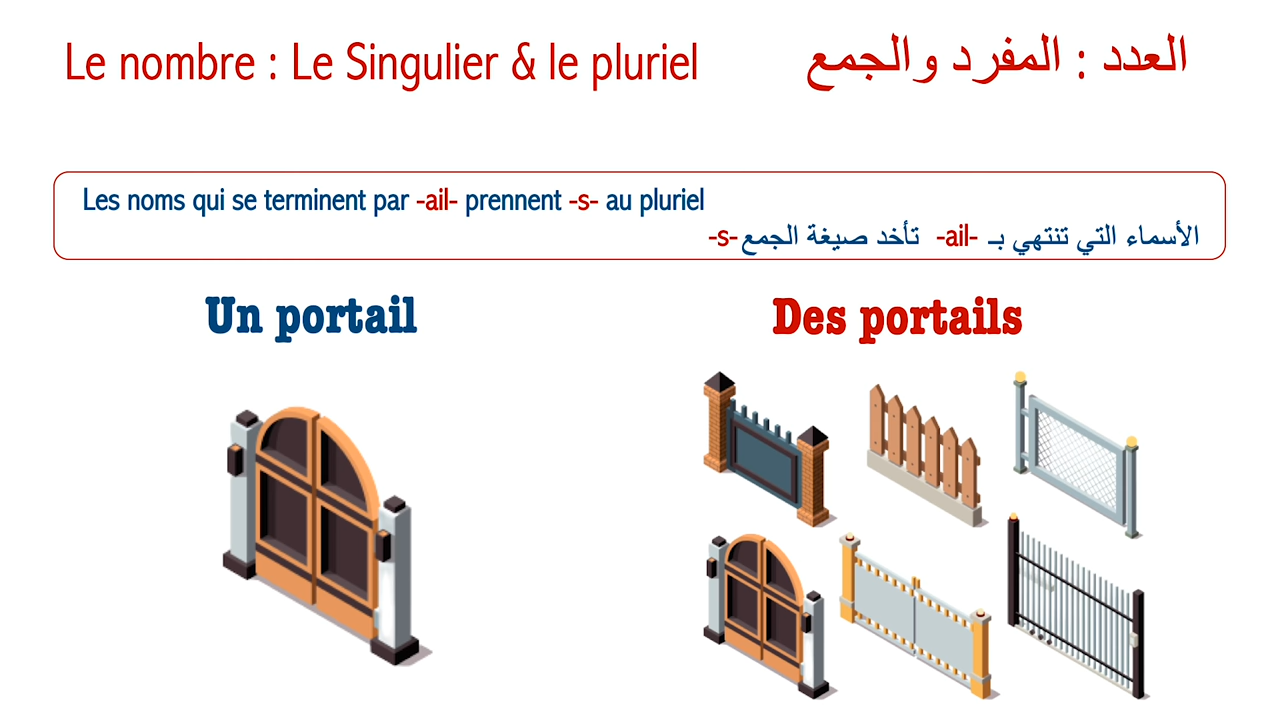 Le nombre : Le Singulier & le pluriel
العدد : المفرد والجمع
Les noms qui se terminent par -ail- prennent -s- au pluriel
الأسماء التي تنتهي بـ -ail- تأخد صيغة الجمع -s-
Un portail
Des portails